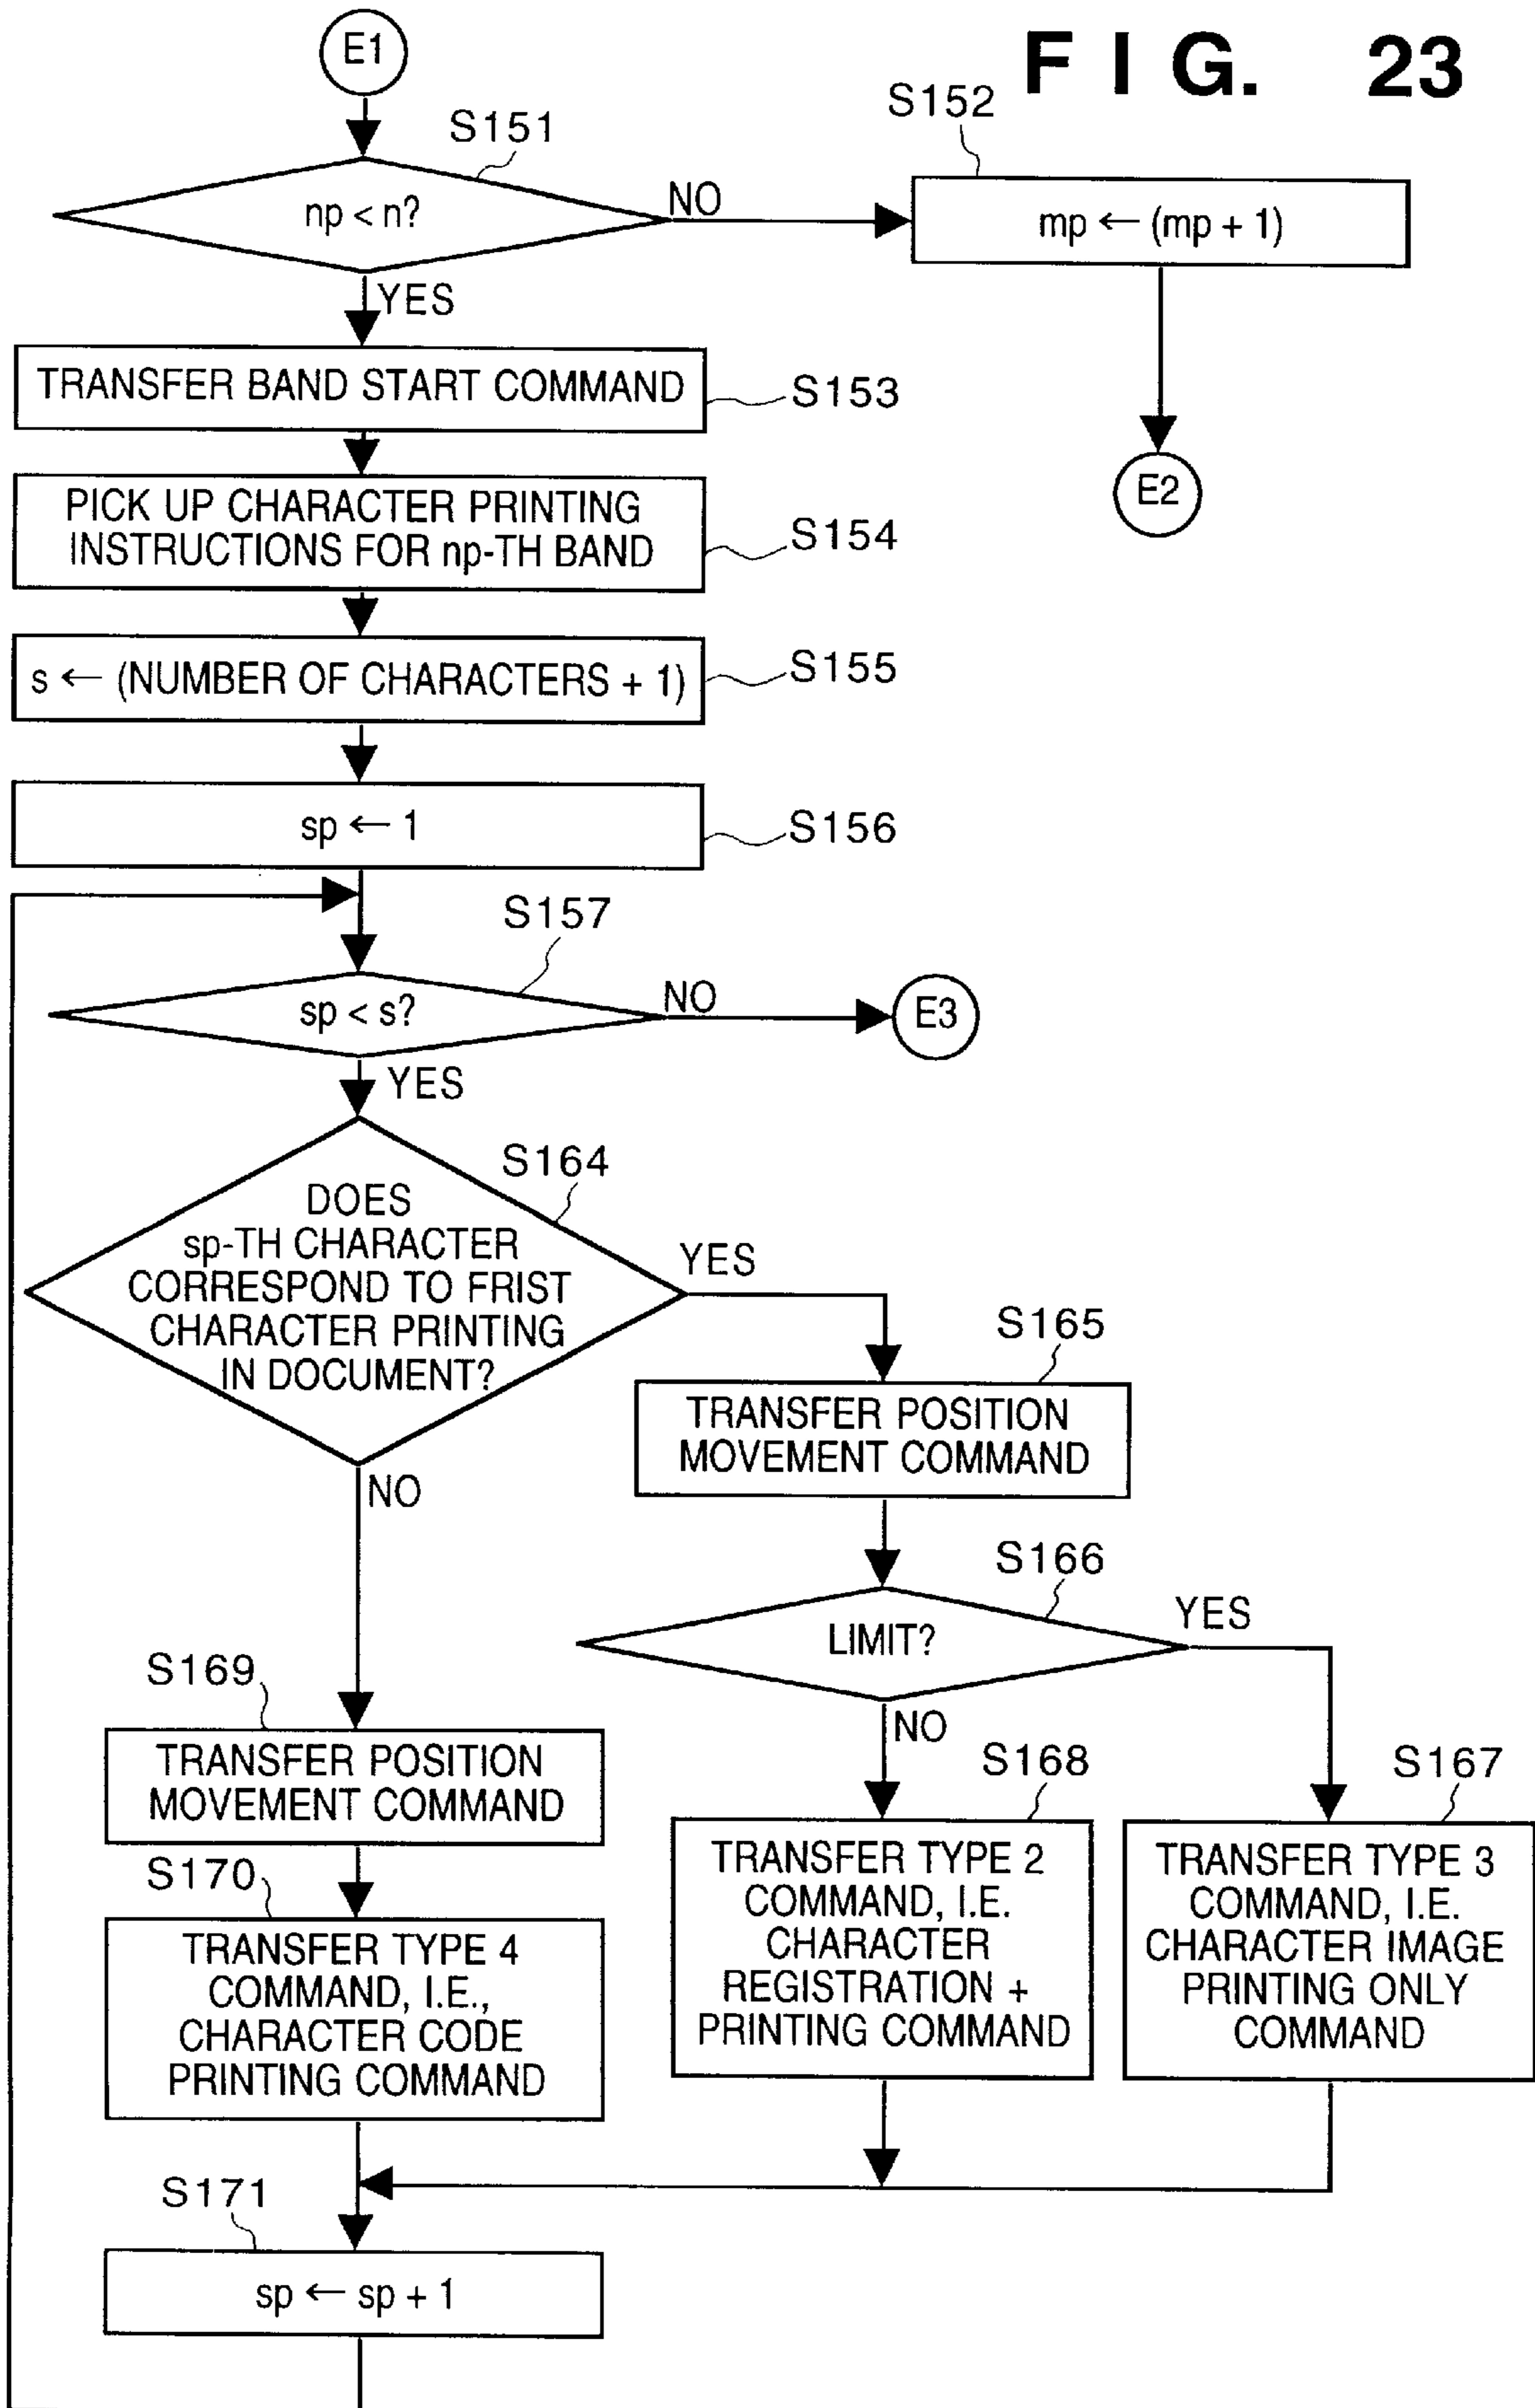 F I G. 23
E1
S151
np < n?
NO
YES
S152
mp ← (mp + 1)
E2
TRANSFER BAND START COMMAND
S153
PICK UP CHARACTER PRINTING
INSTRUCTIONS FOR np-TH BAND
S154
s ← (NUMBER OF CHARACTERS + 1)
S155
sp ← 1
S156
S157
sp < s?
NO
E3
YES
S164
DOES
sp-TH CHARACTER
CORRESPOND TO FRIST
CHARACTER PRINTING
IN DOCUMENT?
YES
NO
S165
TRANSFER POSITION
MOVEMENT COMMAND
S166
LIMIT?
YES
NO
S169
TRANSFER POSITION
MOVEMENT COMMAND
S170
TRANSFER TYPE 4
COMMAND, I.E.,
CHARACTER CODE
PRINTING COMMAND
S168
TRANSFER TYPE 2
COMMAND, I.E.
CHARACTER
REGISTRATION +
PRINTING COMMAND
S167
TRANSFER TYPE 3
COMMAND, I.E.
CHARACTER IMAGE
PRINTING ONLY
COMMAND
S171
sp ← sp + 1